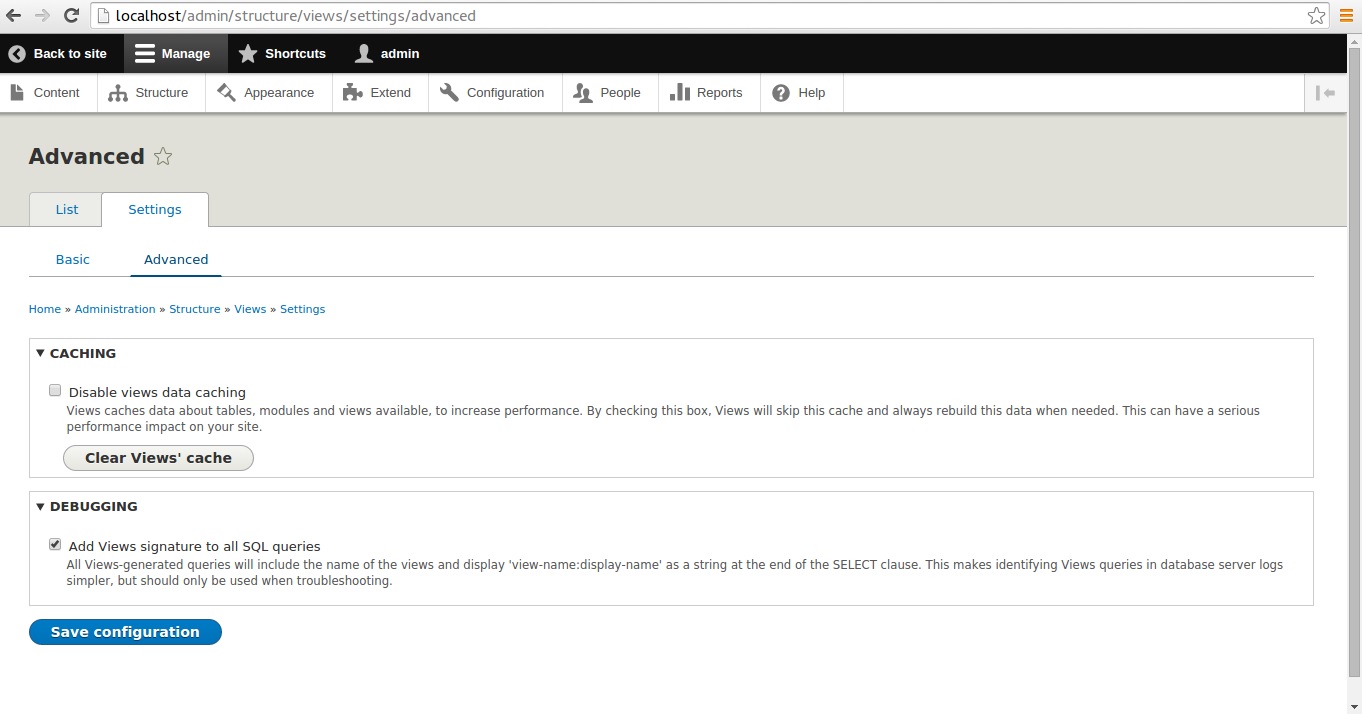 localhost/admin/structure/views/settings/advanced
Back to site Manage Shortcuts admin
Content Structure Appearance Extend Configuration People Reports Help
Advanced
List Settings
Basic Advanced
Home » Administration » Structure » Views » Settings
CACHING
Disable views data caching
Views caches data about tables, modules and views available, to increase performance. By checking this box, Views will skip this cache and always rebuild this data when needed. This can have a serious
performance impact on your site.
Clear Views' cache
DEBUGGING
Add Views signature to all SQL queries
All Views-generated queries will include the name of the views and display 'view-name:display-name' as a string at the end of the SELECT clause. This makes identifying Views queries in database server logs
simpler, but should only be used when troubleshooting.
Save configuration